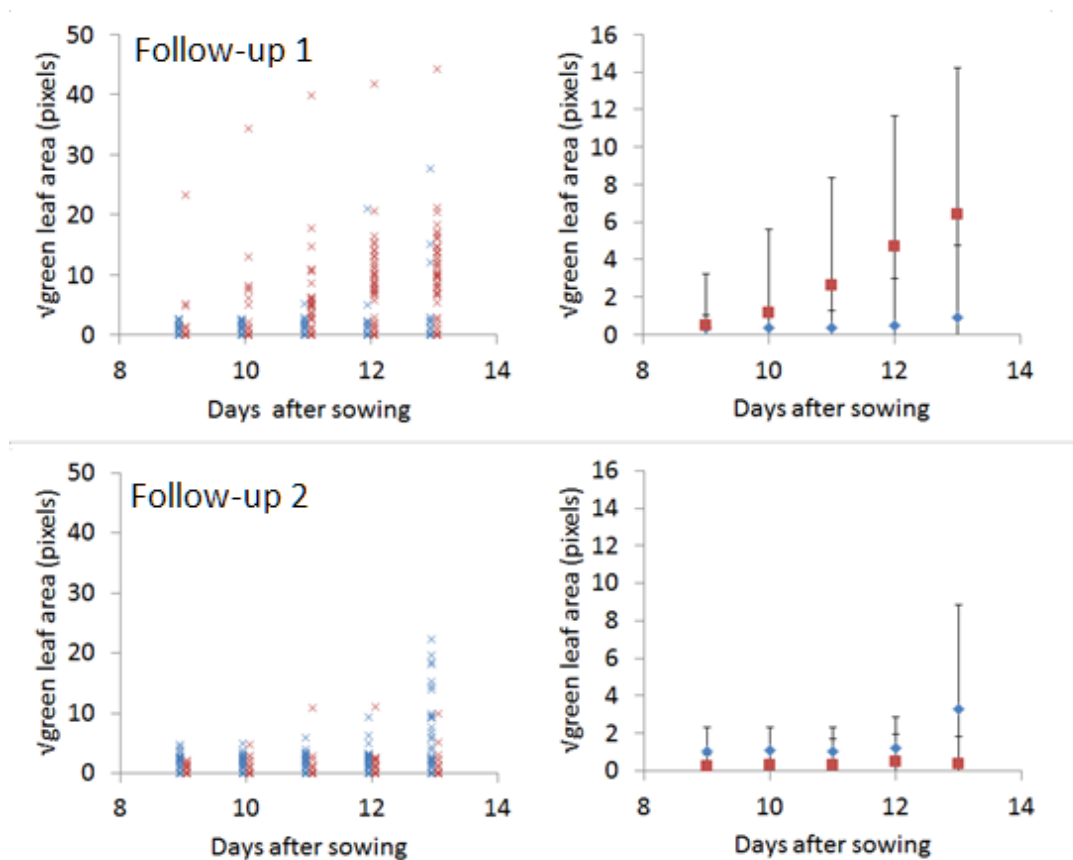 Follow-up 1
√green leaf area (pixels)
50
40
30
20
10
0
8 10 12 14
Days after sowing
√green leaf area (pixels)
16
14
12
10
8
6
4
2
0
8 10 12 14
Days after sowing
Follow-up 2
√green leaf area (pixels)
50
40
30
20
10
0
8 10 12 14
Days after sowing
√green leaf area (pixels)
16
14
12
10
8
6
4
2
0
8 10 12 14
Days after sowing